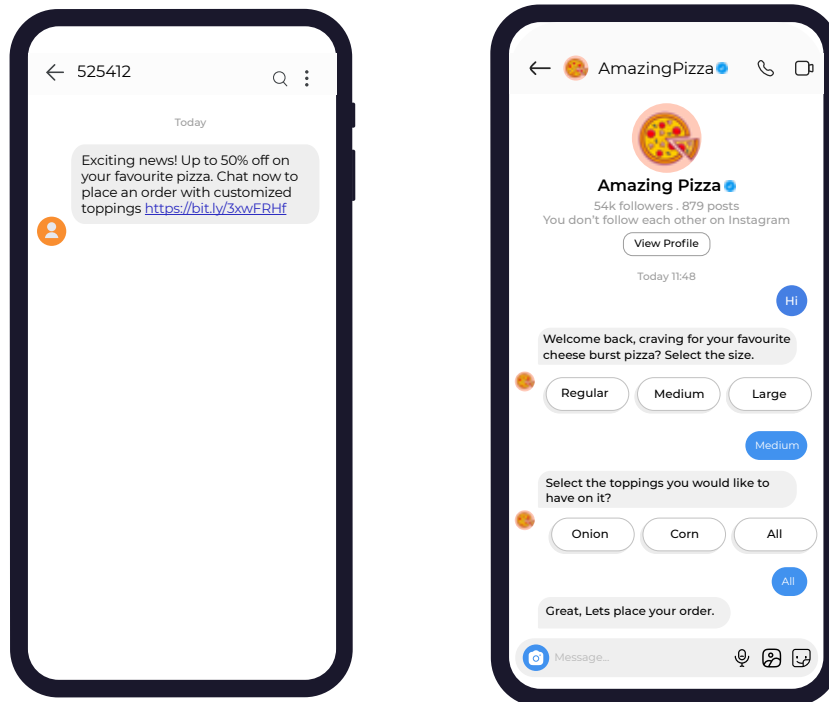 525412
Today
Exciting news! Up to 50% off on
your favourite pizza. Chat now to
place an order with customized
toppings https://bit.ly/3xwFRHf
AmazingPizza
Amazing Pizza
54k followers . 879 posts
You don't follow each other on Instagram
View Profile
Today 11:48
Hi
Welcome back, craving for your favourite
cheese burst pizza? Select the size.
Regular Medium Large
Medium
Select the toppings you would like to
have on it?
Onion Corn All
All
Great, Lets place your order.
Message...